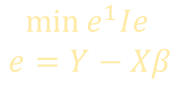 min e¹Ie
e = Y − Xβ